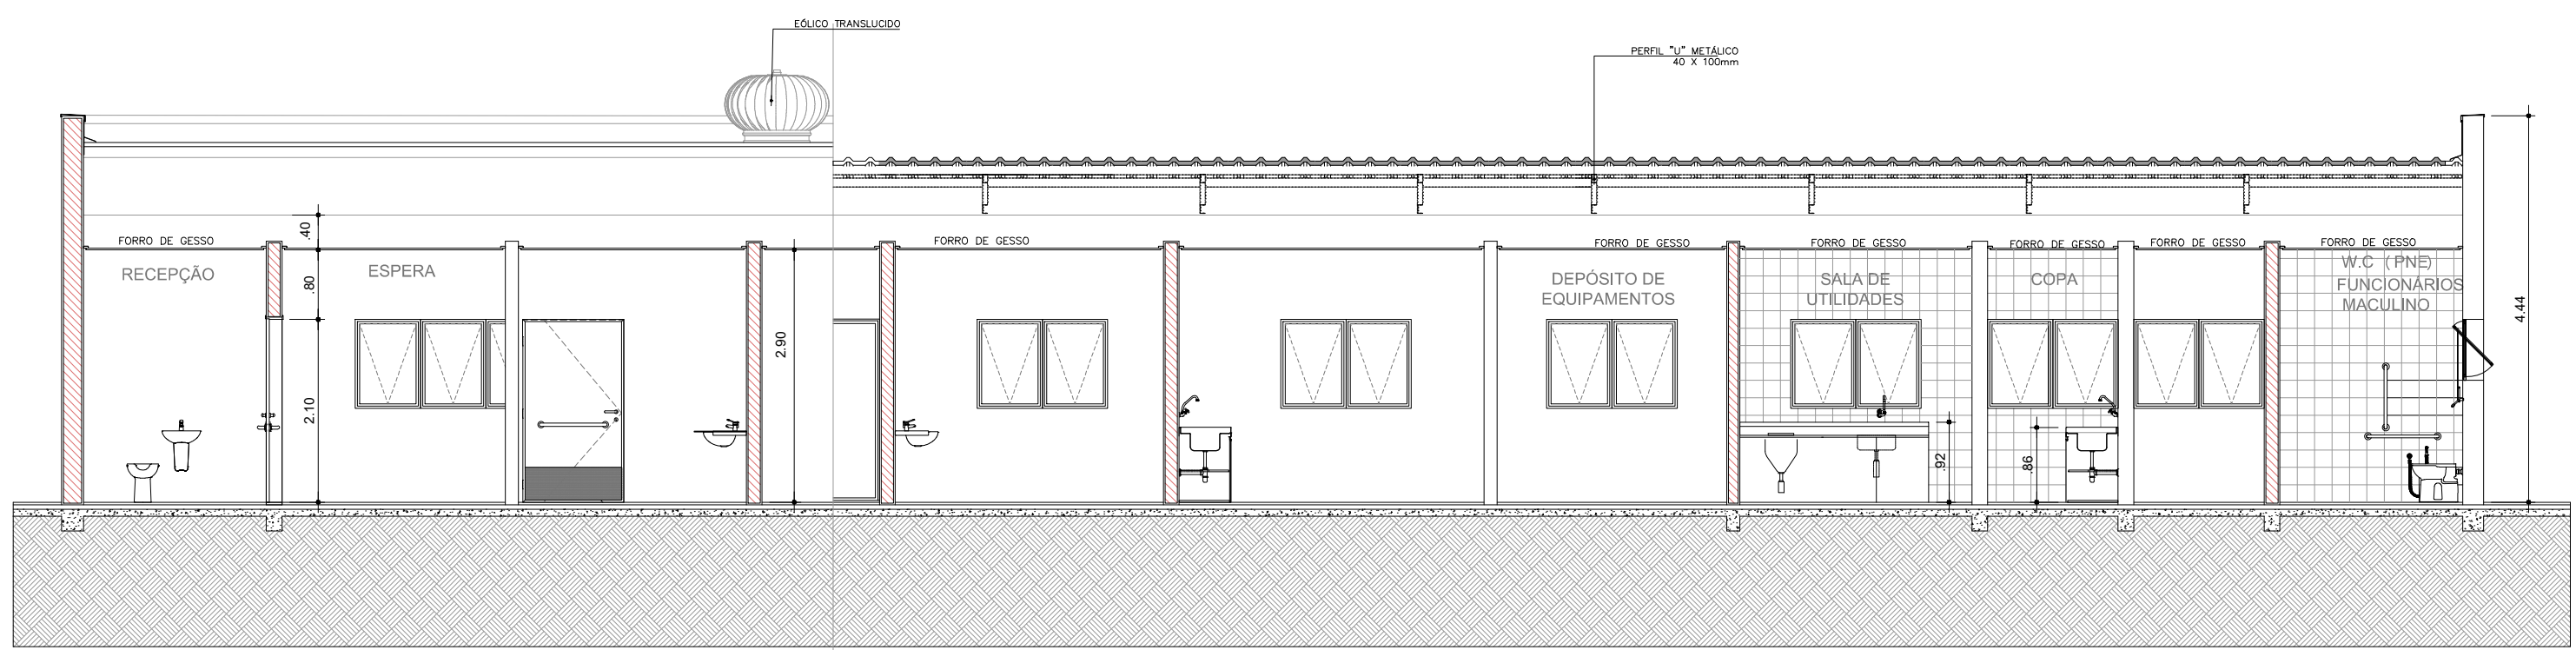 EÓLICO TRANSLUCIDO
PERFIL "U" METÁLICO
40 X 100mm
FORRO DE GESSO
FORRO DE GESSO
FORRO DE GESSO
FORRO DE GESSO
FORRO DE GESSO
FORRO DE GESSO
FORRO DE GESSO
RECEPÇÃO
ESPERA
DEPÓSITO DE
EQUIPAMENTOS
SALA DE
UTILIDADES
COPA
W.C (PNE)
FUNCIONÁRIOS
MACULINO
.40
.80
2.10
2.90
.92
.86
4.44